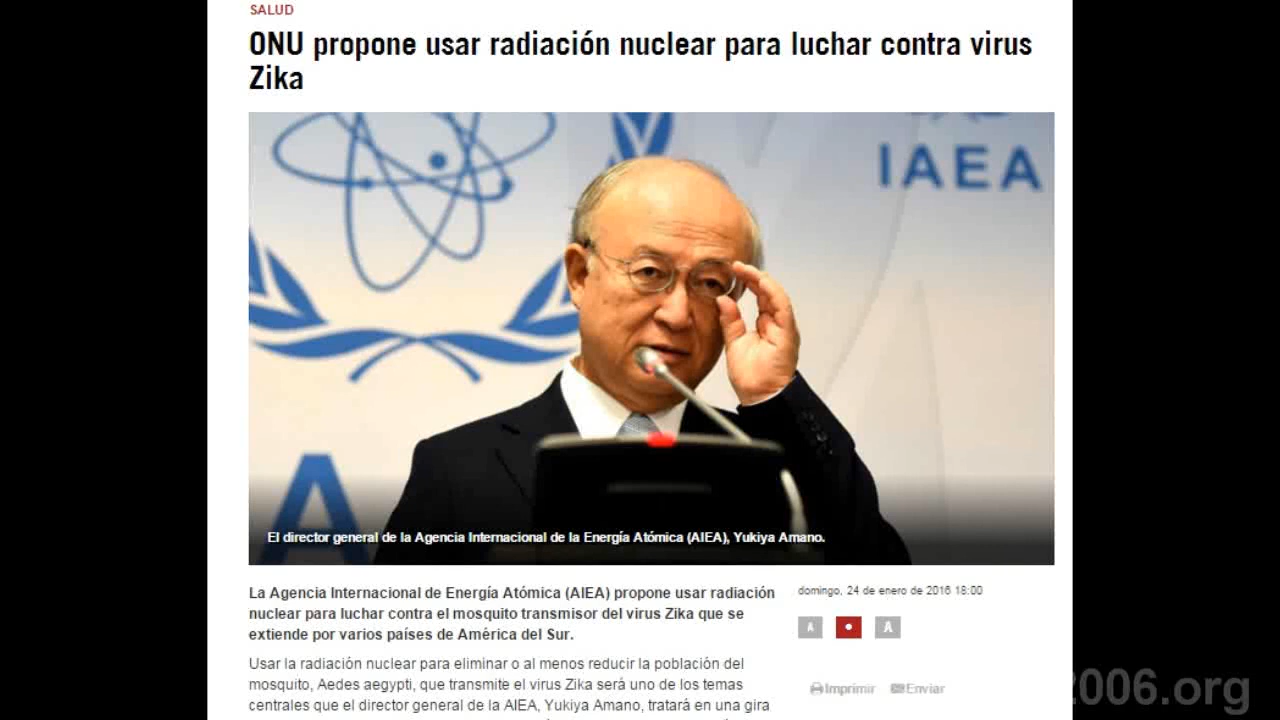 SALUD
ONU propone usar radiación nuclear para luchar contra virus
Zika
IAEA
A
El director general de la Agencia Internacional de la Energía Atómica (AIEA), Yukiya Amano.
La Agencia Internacional de Energía Atómica (AIEA) propone usar radiación
nuclear para luchar contra el mosquito transmisor del virus Zika que se
extiende por varios países de América del Sur.
domingo, 24 de enero de 2016 18:00
A A
Usar la radiación nuclear para eliminar o al menos reducir la población del
mosquito, Aedes aegypti, que transmite el virus Zika será uno de los temas
centrales que el director general de la AIEA, Yukiya Amano, tratará en una gira
Imprimir Enviar
2006.org